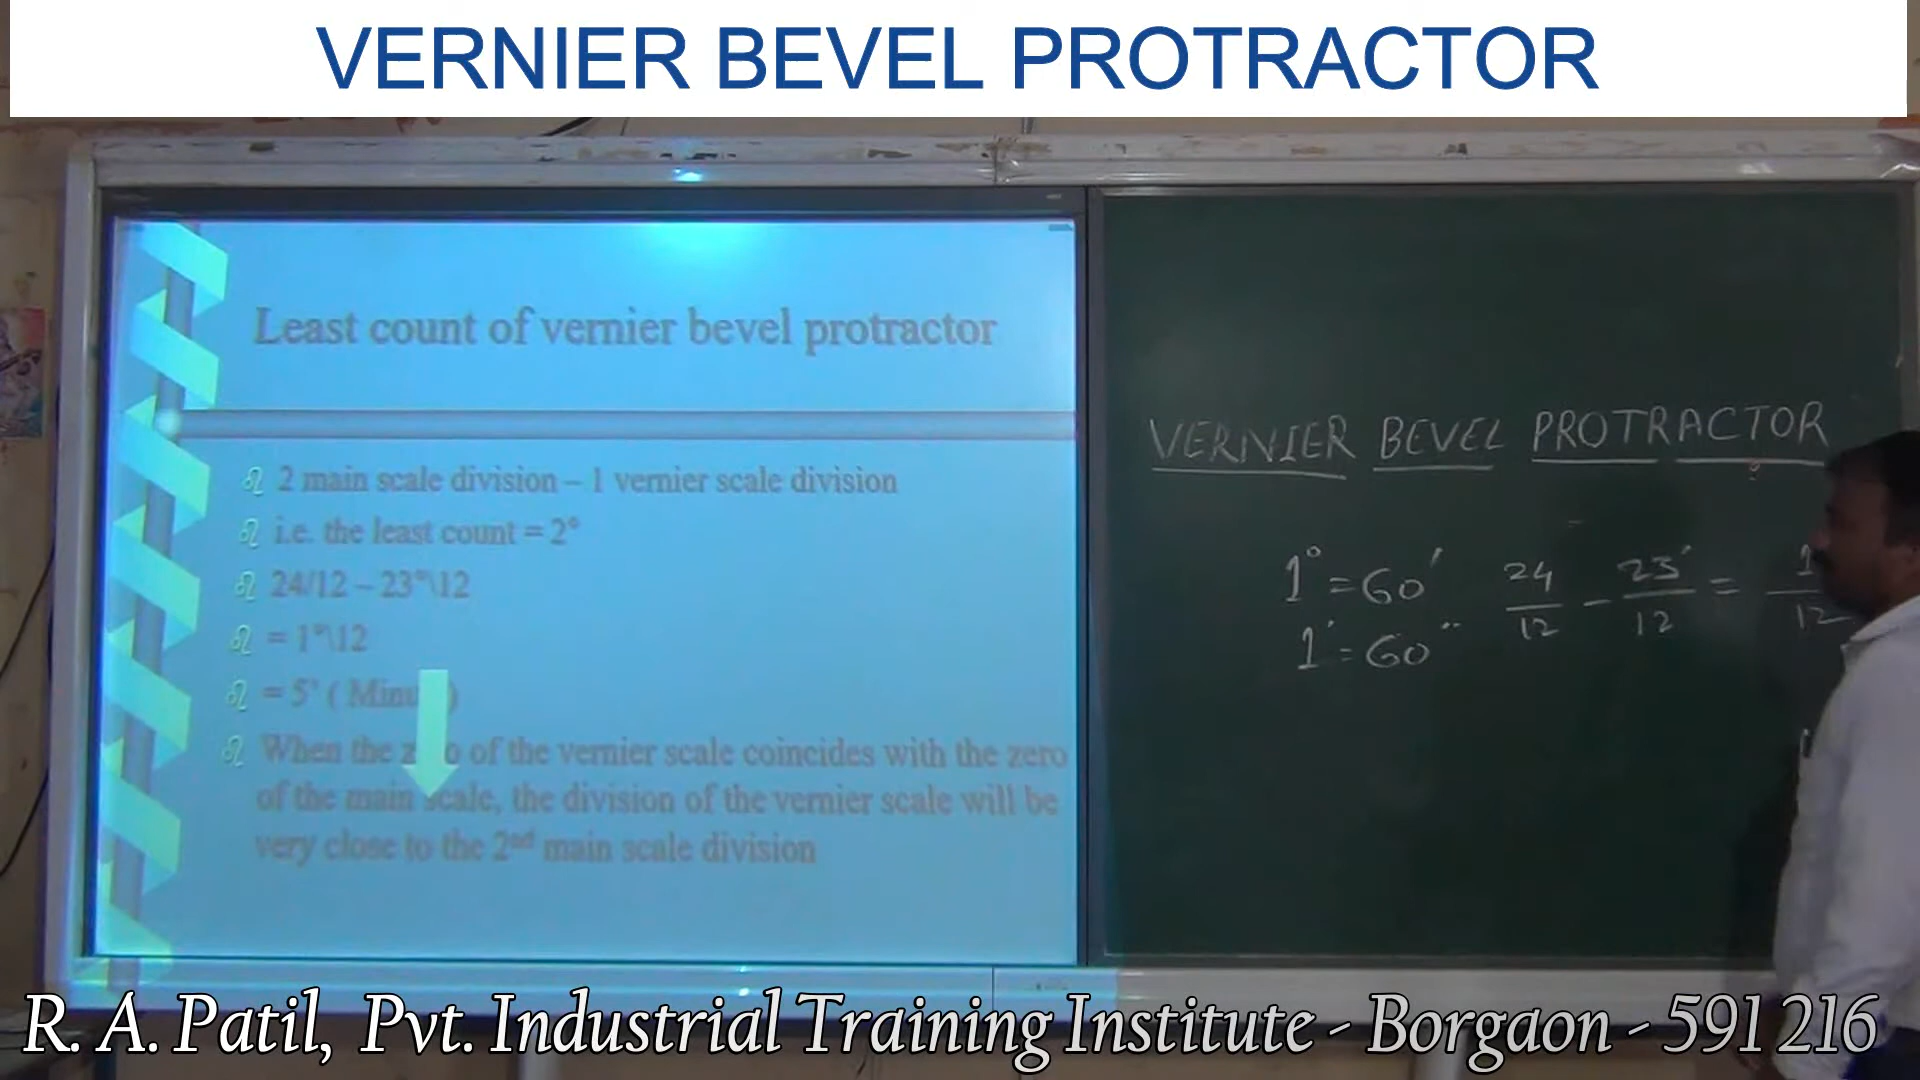 VERNIER BEVEL PROTRACTOR
Least count of vernier bevel protractor
2 main scale division – 1 vernier scale division
i.e. the least count = 2°
24/12 – 23°\12
= 1°\12
= 5' ( Minu )
When the z o of the vernier scale coincides with the zero
of the main scale, the division of the vernier scale will be
very close to the 2nd main scale division
VERNIER BEVEL PROTRACTOR
1° = 60' 24/12 - 23'/12 = 1/12
1' = 60''
R. A. Patil, Pvt. Industrial Training Institute - Borgaon - 591 216